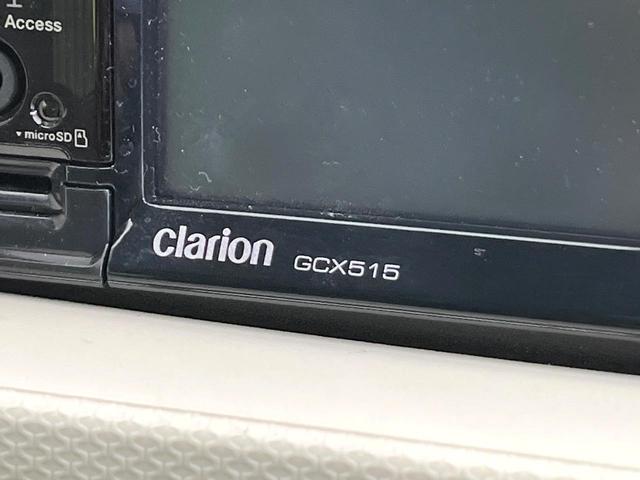 Access
▼ microSD
clarion GCX515